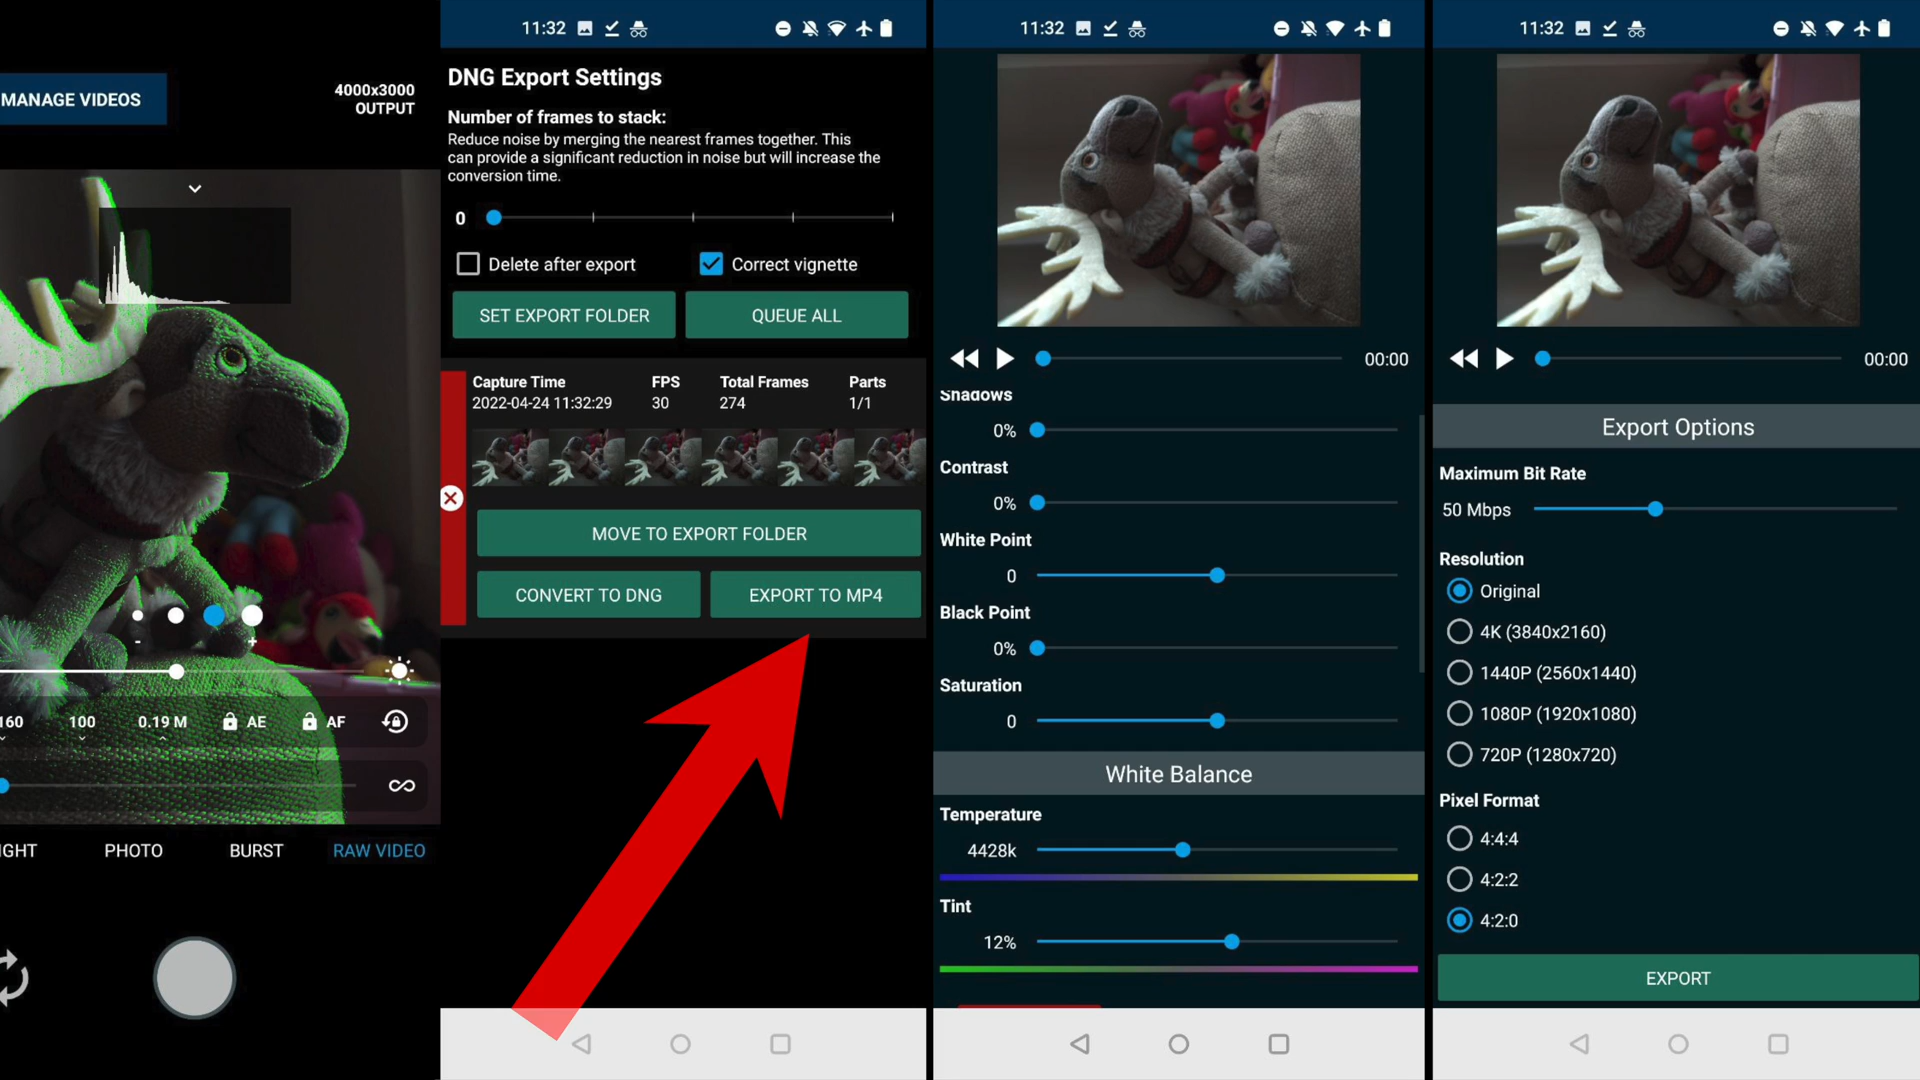 MANAGE VIDEOS
4000x3000
OUTPUT
160
100
0.19 M
AE
AF
-
+
PHOTO
BURST
RAW VIDEO
11:32
DNG Export Settings
Number of frames to stack:
Reduce noise by merging the nearest frames together. This
can provide a significant reduction in noise but will increase the
conversion time.
0
Delete after export
Correct vignette
SET EXPORT FOLDER
QUEUE ALL
Capture Time FPS Total Frames Parts
2022-04-24 11:32:29 30 274 1/1
MOVE TO EXPORT FOLDER
CONVERT TO DNG
EXPORT TO MP4
11:32
00:00
Shadows
0%
Contrast
0%
White Point
0
Black Point
0%
Saturation
0
White Balance
Temperature
4428k
Tint
12%
11:32
00:00
Export Options
Maximum Bit Rate
50 Mbps
Resolution
Original
4K (3840x2160)
1440P (2560x1440)
1080P (1920x1080)
720P (1280x720)
Pixel Format
4:4:4
4:2:2
4:2:0
EXPORT